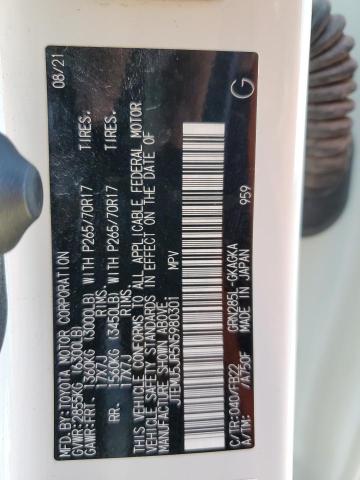 MFD.BY:TOYOTA MOTOR CORPORATION 08/21
GVWR:2855KG (6300LB)
GAWR:FRT. 1360KG (3000LB) WITH P265/70R17 TIRES.
17X7J RIMS.
RR. 1560KG (3450LB) WITH P265/70R17 TIRES.
17X7J RIMS.
THIS VEHICLE CONFORMS TO ALL APPLICABLE FEDERAL MOTOR
VEHICLE SAFETY STANDARDS IN EFFECT ON THE DATE OF
MANUFACTURE SHOWN ABOVE.
JTEMU5JR5N5980301 MPV
C/TR:040/FB22 GRN285L-GKAGKA
A/TM: /A750F MADE IN JAPAN 959
G